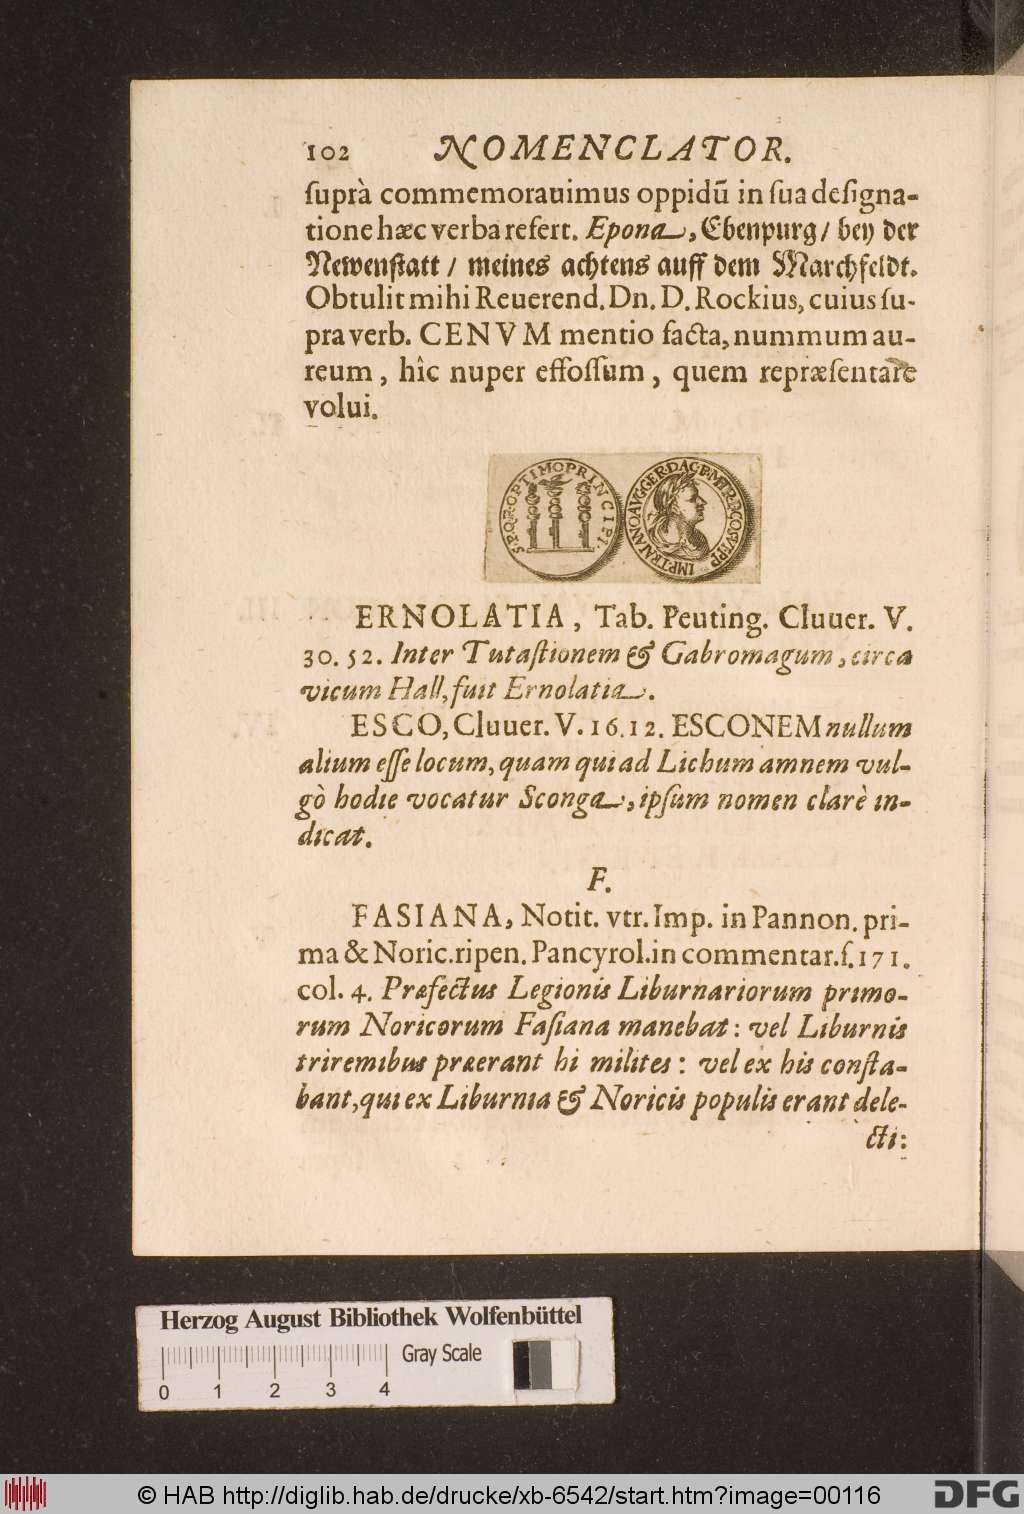 102 NOMENCLATOR.
ſuprà commemorauimus oppidū in ſua deſigna-
tione hæc verba refert. Epona, Ebenpurg/ bey der
Newenſtatt / meines achtens auff dem Marchfeldt.
Obtulit mihi Reuerend. Dn. D. Rockius, cuius ſu-
pra verb. CENVM mentio facta, nummum au-
reum, hîc nuper effoſſum, quem repræſentare
volui.
S.P.Q.R. OPTIMO PRINCIPI.
IMP. TRAIANO AVG. GER. DAC. P. M. TR. P. COS. VI. PP
ERNOLATIA, Tab. Peuting. Cluuer. V.
30. 52. Inter Tutaſtionem & Gabromagum, circa
vicum Hall, fuit Ernolatia.
ESCO, Cluuer. V. 16. 12. ESCONEM nullum
alium eſſe locum, quam qui ad Lichum amnem vul-
gò hodie vocatur Sconga, ipſum nomen clarè in-
dicat.
F.
FASIANA, Notit. vtr. Imp. in Pannon. pri-
ma & Noric. ripen. Pancyrol. in commentar. f. 171.
col. 4. Præfectus Legionis Liburnariorum primo-
rum Noricorum Faſiana manebat: vel Liburnis
triremibus præerant hi milites: vel ex his conſta-
bant, qui ex Liburnia & Noricis populis erant dele-
cti:
Herzog August Bibliothek Wolfenbüttel
Gray Scale
0 1 2 3 4
© HAB http://diglib.hab.de/drucke/xb-6542/start.htm?image=00116
DFG